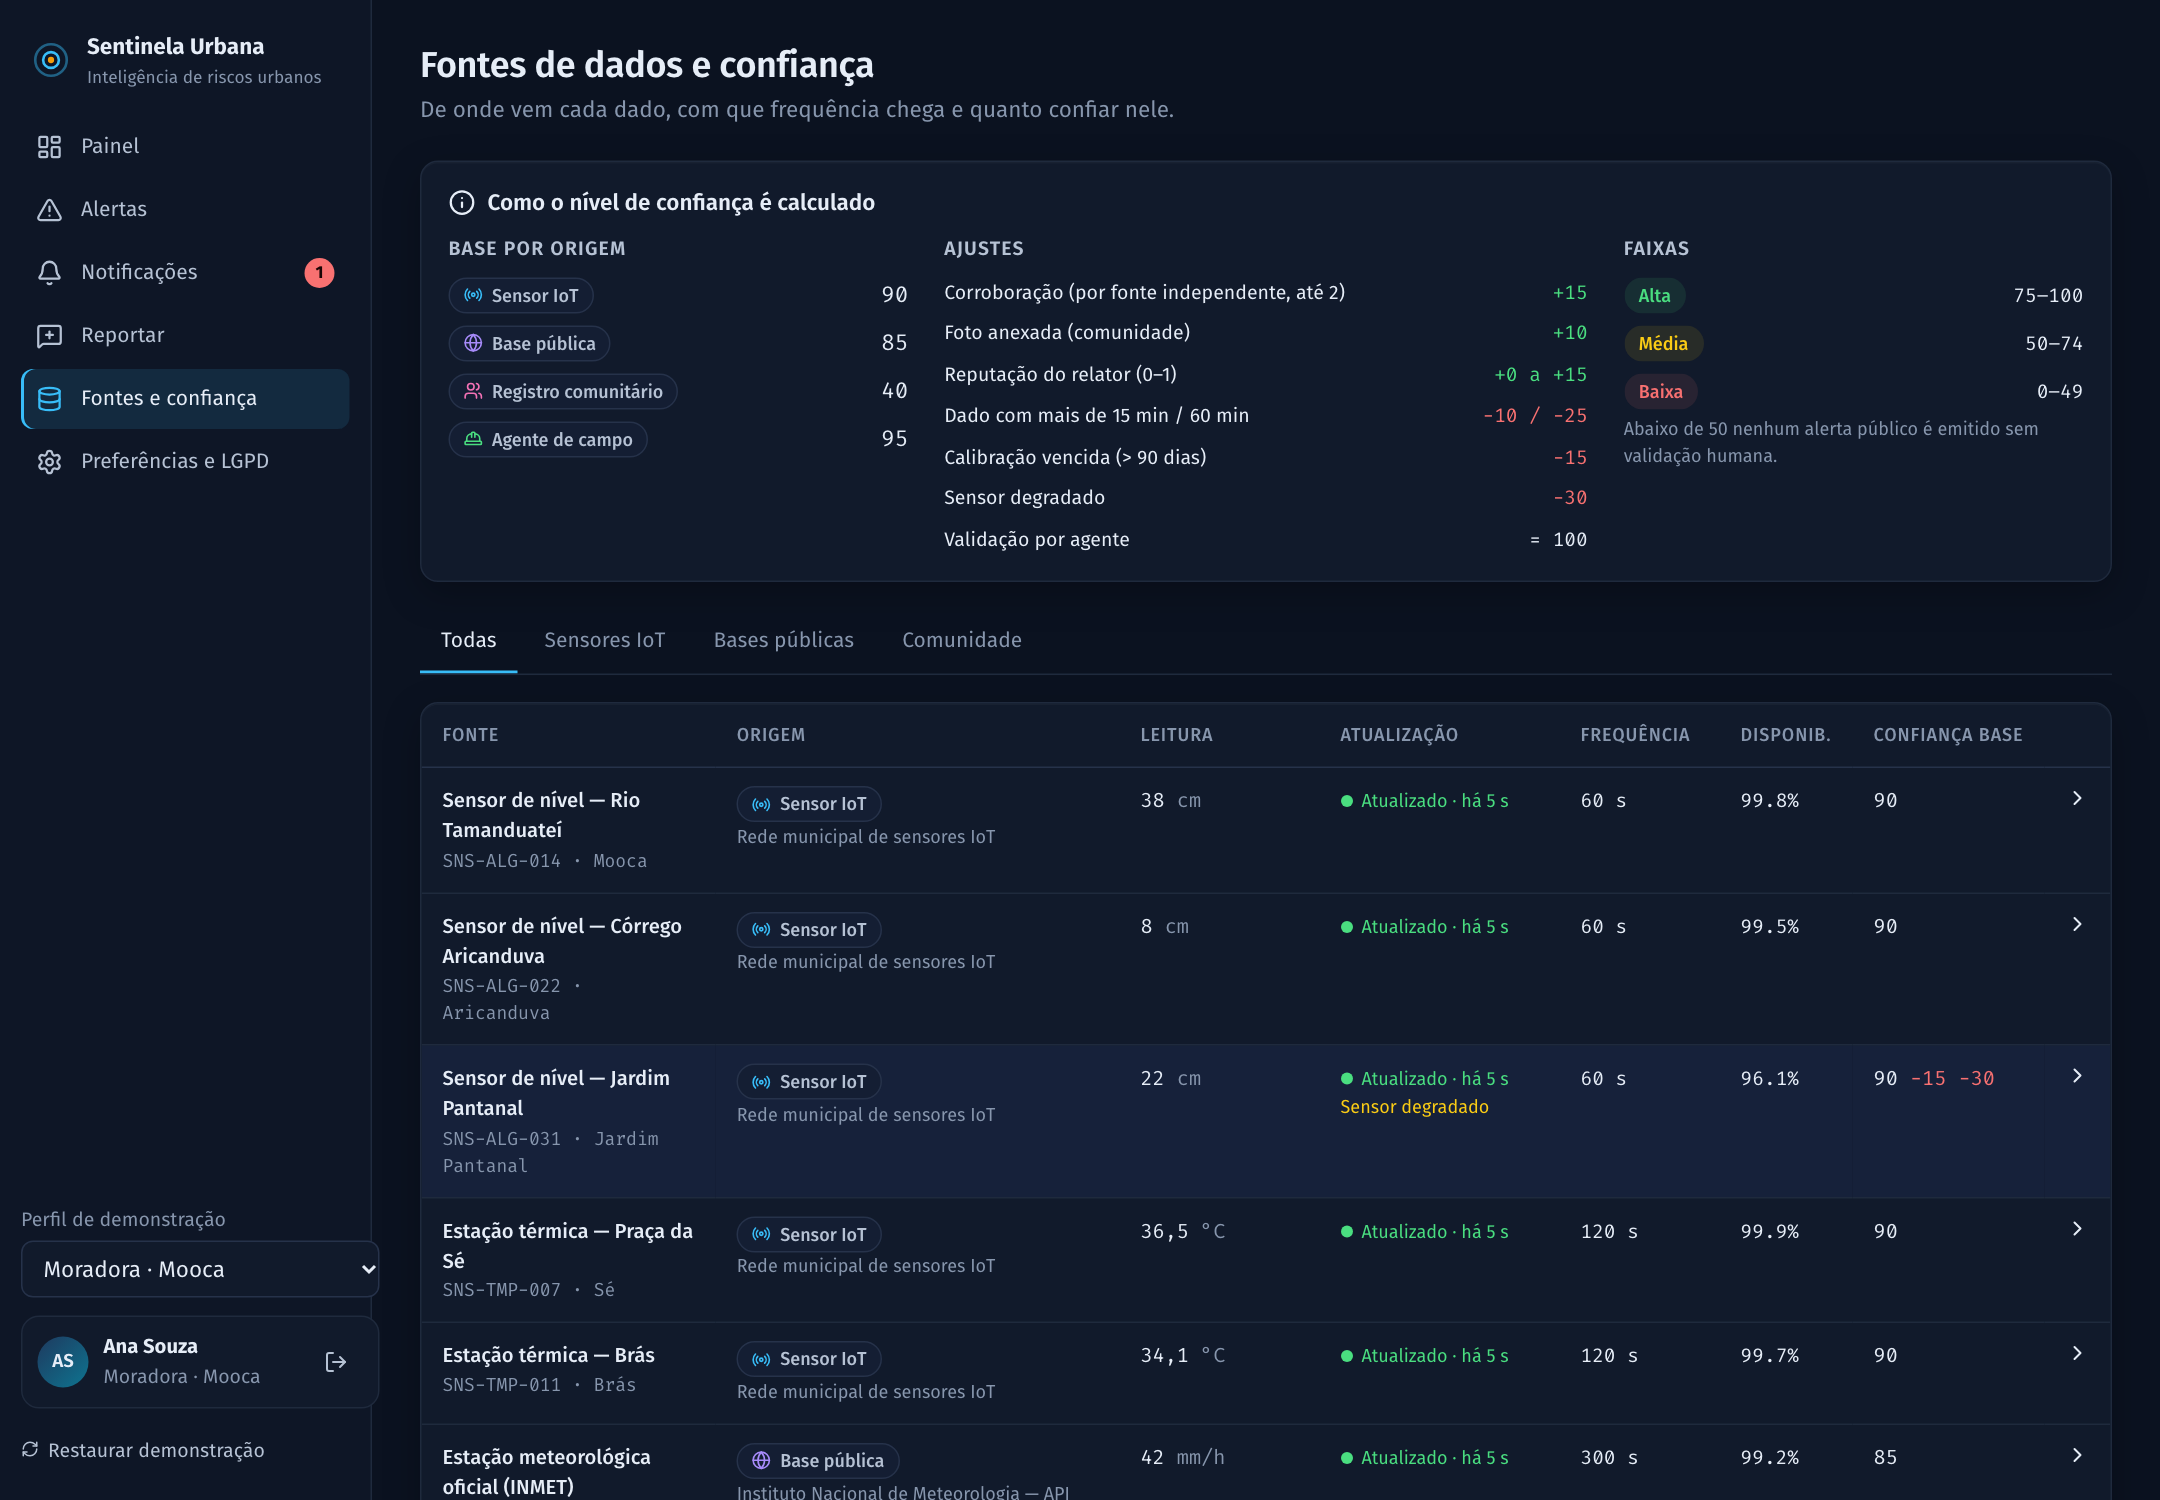 Sentinela Urbana
Inteligência de riscos urbanos
Painel
Alertas
Notificações 1
Reportar
Fontes e confiança
Preferências e LGPD
Perfil de demonstração
Moradora · Mooca
AS
Ana Souza
Moradora · Mooca
Restaurar demonstração
Fontes de dados e confiança
De onde vem cada dado, com que frequência chega e quanto confiar nele.
Como o nível de confiança é calculado
BASE POR ORIGEM
Sensor IoT 90
Base pública 85
Registro comunitário 40
Agente de campo 95
AJUSTES
Corroboração (por fonte independente, até 2) +15
Foto anexada (comunidade) +10
Reputação do relator (0–1) +0 a +15
Dado com mais de 15 min / 60 min -10 / -25
Calibração vencida (> 90 dias) -15
Sensor degradado -30
Validação por agente = 100
FAIXAS
Alta 75–100
Média 50–74
Baixa 0–49
Abaixo de 50 nenhum alerta público é emitido sem
validação humana.
Todas Sensores IoT Bases públicas Comunidade
FONTE ORIGEM LEITURA ATUALIZAÇÃO FREQUÊNCIA DISPONIB. CONFIANÇA BASE
Sensor de nível — Rio
Tamanduateí
SNS-ALG-014 · Mooca
Sensor IoT
Rede municipal de sensores IoT
38 cm
Atualizado · há 5 s
60 s
99.8%
90
Sensor de nível — Córrego
Aricanduva
SNS-ALG-022 ·
Aricanduva
Sensor IoT
Rede municipal de sensores IoT
8 cm
Atualizado · há 5 s
60 s
99.5%
90
Sensor de nível — Jardim
Pantanal
SNS-ALG-031 · Jardim
Pantanal
Sensor IoT
Rede municipal de sensores IoT
22 cm
Atualizado · há 5 s
Sensor degradado
60 s
96.1%
90 -15 -30
Estação térmica — Praça da
Sé
SNS-TMP-007 · Sé
Sensor IoT
Rede municipal de sensores IoT
36,5 °C
Atualizado · há 5 s
120 s
99.9%
90
Estação térmica — Brás
SNS-TMP-011 · Brás
Sensor IoT
Rede municipal de sensores IoT
34,1 °C
Atualizado · há 5 s
120 s
99.7%
90
Estação meteorológica
oficial (INMET)
Base pública
Instituto Nacional de Meteorologia — API
42 mm/h
Atualizado · há 5 s
300 s
99.2%
85